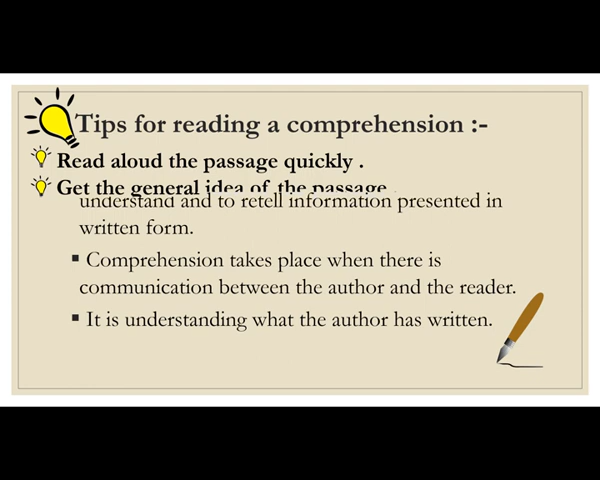 Tips for reading a comprehension :-
Read aloud the passage quickly .
Get the general idea of the passage .
understand and to retell information presented in
written form.
▪ Comprehension takes place when there is
communication between the author and the reader.
▪ It is understanding what the author has written.